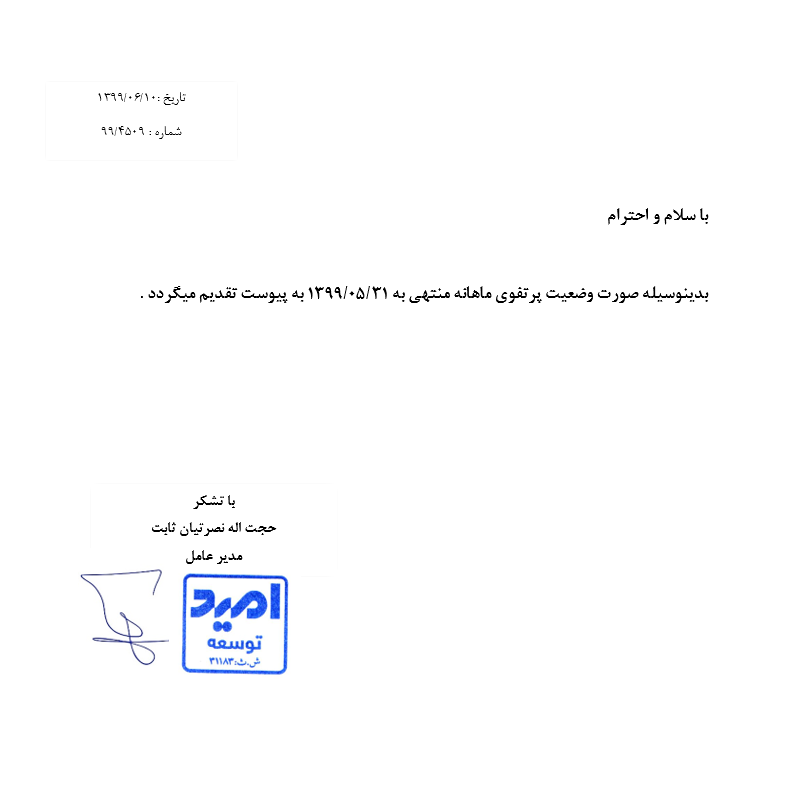 تاریخ :۱۳۹۹/۰۶/۱۰
شماره : ۹۹/۴۵۰۹
با سلام و احترام
بدینوسیله صورت وضعیت پرتفوی ماهانه منتهی به ۱۳۹۹/۰۵/۳۱ به پیوست تقدیم میگردد .
با تشکر
حجت اله نصرتیان ثابت
مدیر عامل
امید
توسعه
ش.ث:۳۱۱۸۳